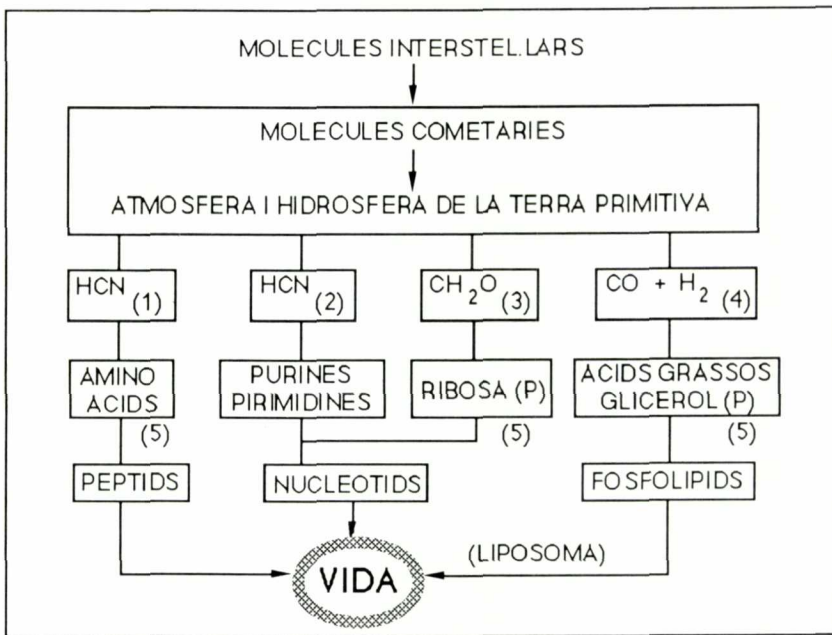 MOLECULES INTERSTEL.LARS
MOLECULES COMETARIES
ATMOSFERA I HIDROSFERA DE LA TERRA PRIMITIVA
HCN (1)
HCN (2)
CH2O (3)
CO + H2 (4)
AMINO
ACIDS
PURINES
PIRIMIDINES
RIBOSA (P)
ACIDS GRASSOS
GLICEROL (P)
(5)
(5)
(5)
PEPTIDS
NUCLEOTIDS
FOSFOLIPIDS
(LIPOSOMA)
VIDA